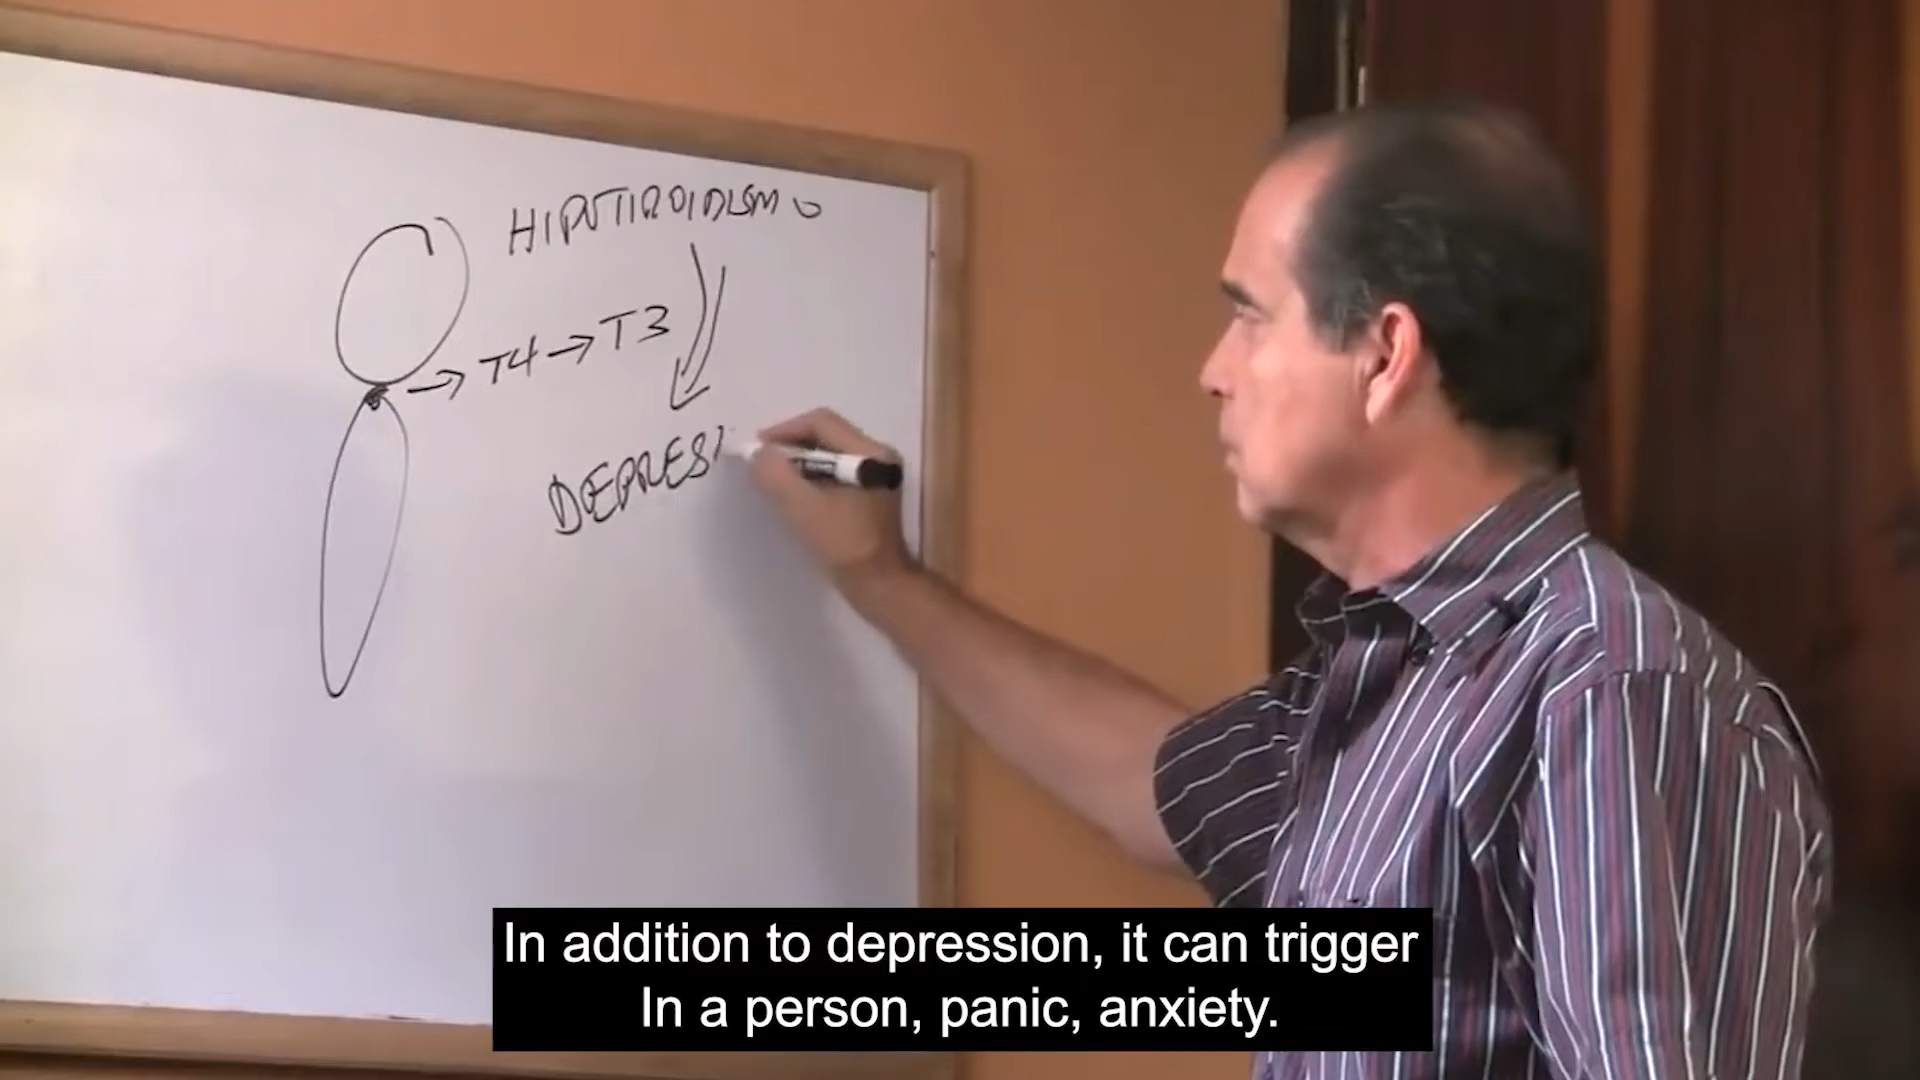 HIPOTIROIDISMO
→ T4 → T3
DEPRESI
In addition to depression, it can trigger
In a person, panic, anxiety.